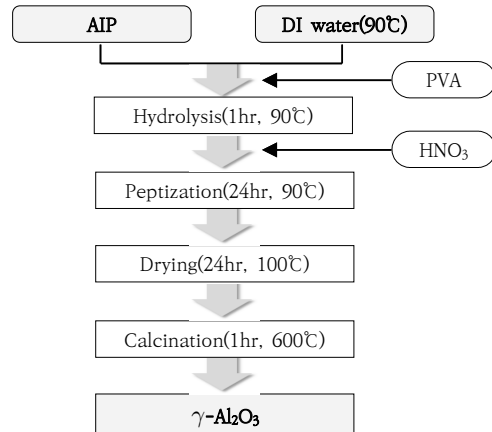 AIP
DI water(90℃)
PVA
Hydrolysis(1hr, 90℃)
HNO₃
Peptization(24hr, 90℃)
Drying(24hr, 100℃)
Calcination(1hr, 600℃)
γ-Al₂O₃